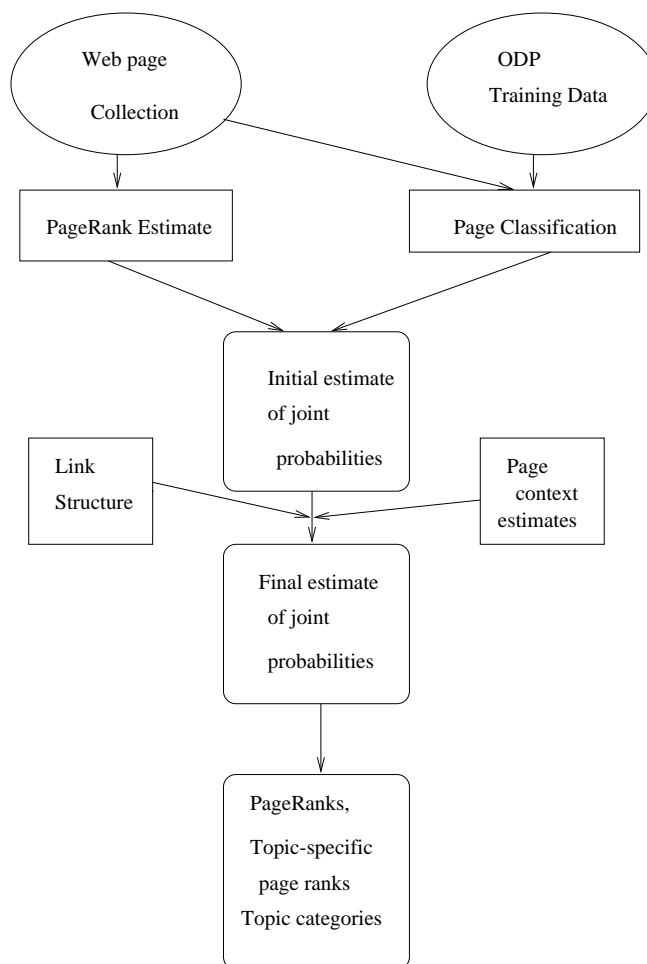 Web page
Collection
ODP
Training Data
PageRank Estimate
Page Classification
Initial estimate
of joint
probabilities
Link
Structure
Page
context
estimates
Final estimate
of joint
probabilities
PageRanks,
Topic-specific
page ranks
Topic categories